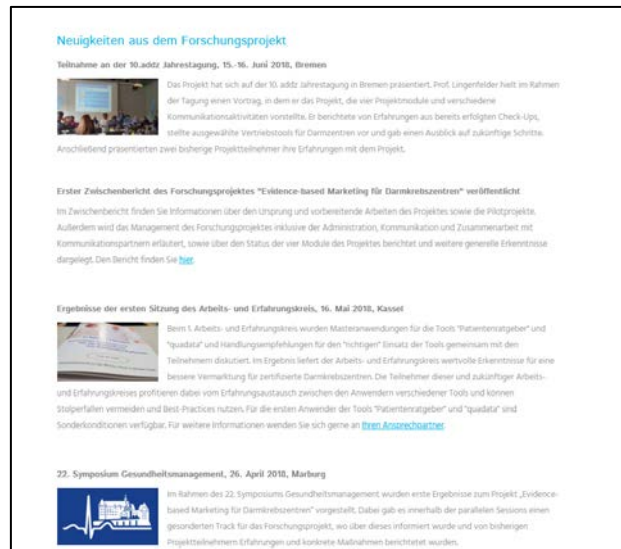 Neuigkeiten aus dem Forschungsprojekt
Teilnahme an der 10.addz Jahrestagung, 15.-16. Juni 2018, Bremen
Das Projekt hat sich auf der 10. addz Jahrestagung in Bremen präsentiert. Prof. Lingenfelder hielt im Rahmen
der Tagung einen Vortrag, in dem er das Projekt, die vier Projektmodule und verschiedene
Kommunikationsaktivitäten vorstellte. Er berichtete von Erfahrungen aus bereits erfolgten Check-Ups,
stellte ausgewählte Vertriebstools für Darmzentren vor und gab einen Ausblick auf zukünftige Schritte.
Anschließend präsentierten zwei bisherige Projektteilnehmer ihre Erfahrungen mit dem Projekt.
Erster Zwischenbericht des Forschungsprojektes "Evidence-based Marketing für Darmkrebszentren" veröffentlicht
Im Zwischenbericht finden Sie Informationen über den Ursprung und vorbereitende Arbeiten des Projektes sowie die Pilotprojekte.
Außerdem wird das Management des Forschungsprojektes inklusive der Administration, Kommunikation und Zusammenarbeit mit
Kommunikationspartnern erläutert, sowie über den Status der vier Module des Projektes berichtet und weitere generelle Erkenntnisse
dargelegt. Den Bericht finden Sie hier.
Ergebnisse der ersten Sitzung des Arbeits- und Erfahrungskreis, 16. Mai 2018, Kassel
Beim 1. Arbeits- und Erfahrungskreis wurden Masteranwendungen für die Tools "Patientenratgeber" und
"quadata" und Handlungsempfehlungen für den "richtigen" Einsatz der Tools gemeinsam mit den
Teilnehmern diskutiert. Im Ergebnis liefert der Arbeits- und Erfahrungskreis wertvolle Erkenntnisse für eine
bessere Vermarktung für zertifizierte Darmkrebszentren. Die Teilnehmer dieser und zukünftiger Arbeits-
und Erfahrungskreises profitieren dabei vom Erfahrungsaustausch zwischen den Anwendern verschiedener Tools und können
Stolperfallen vermeiden und Best-Practices nutzen. Für die ersten Anwender der Tools "Patientenratgeber" und "quadata" sind
Sonderkonditionen verfügbar. Für weitere Informationen wenden Sie sich gerne an Ihren Ansprechpartner.
22. Symposium Gesundheitsmanagement, 26. April 2018, Marburg
Im Rahmen des 22. Symposiums Gesundheitsmanagement wurden erste Ergebnisse zum Projekt „Evidence-
based Marketing für Darmkrebszentren" vorgestellt. Dabei gab es innerhalb der parallelen Sessions einen
gesonderten Track für das Forschungsprojekt, wo über dieses informiert wurde und von bisherigen
Projektteilnehmern Erfahrungen und konkrete Maßnahmen berichtetet wurden.